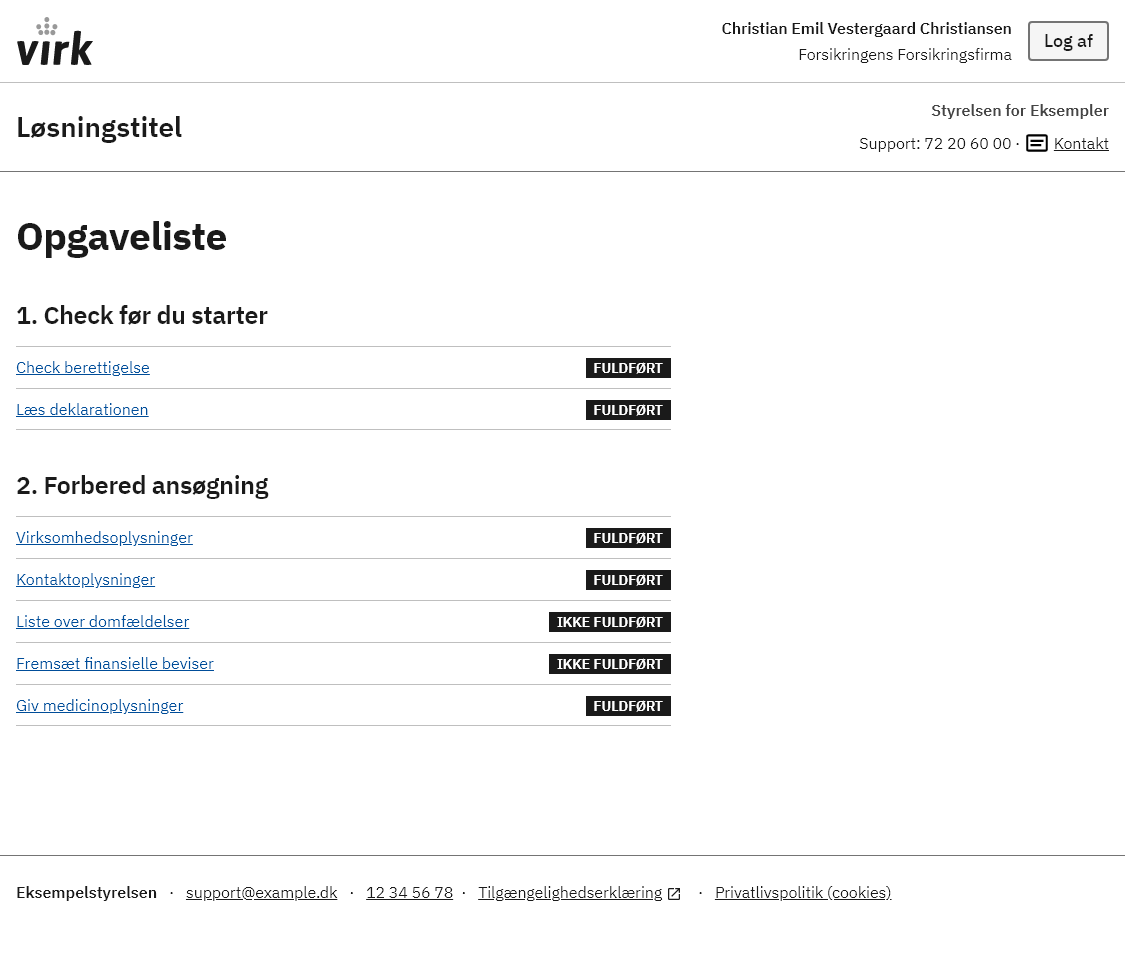 virk
Christian Emil Vestergaard Christiansen
Forsikringens Forsikringsfirma
Log af
Løsningstitel
Styrelsen for Eksempler
Support: 72 20 60 00 · Kontakt
Opgaveliste
1. Check før du starter
Check berettigelse FULDFØRT
Læs deklarationen FULDFØRT
2. Forbered ansøgning
Virksomhedsoplysninger FULDFØRT
Kontaktoplysninger FULDFØRT
Liste over domfældelser IKKE FULDFØRT
Fremsæt finansielle beviser IKKE FULDFØRT
Giv medicinoplysninger FULDFØRT
Eksempelstyrelsen · support@example.dk · 12 34 56 78 · Tilgængelighedserklæring · Privatlivspolitik (cookies)